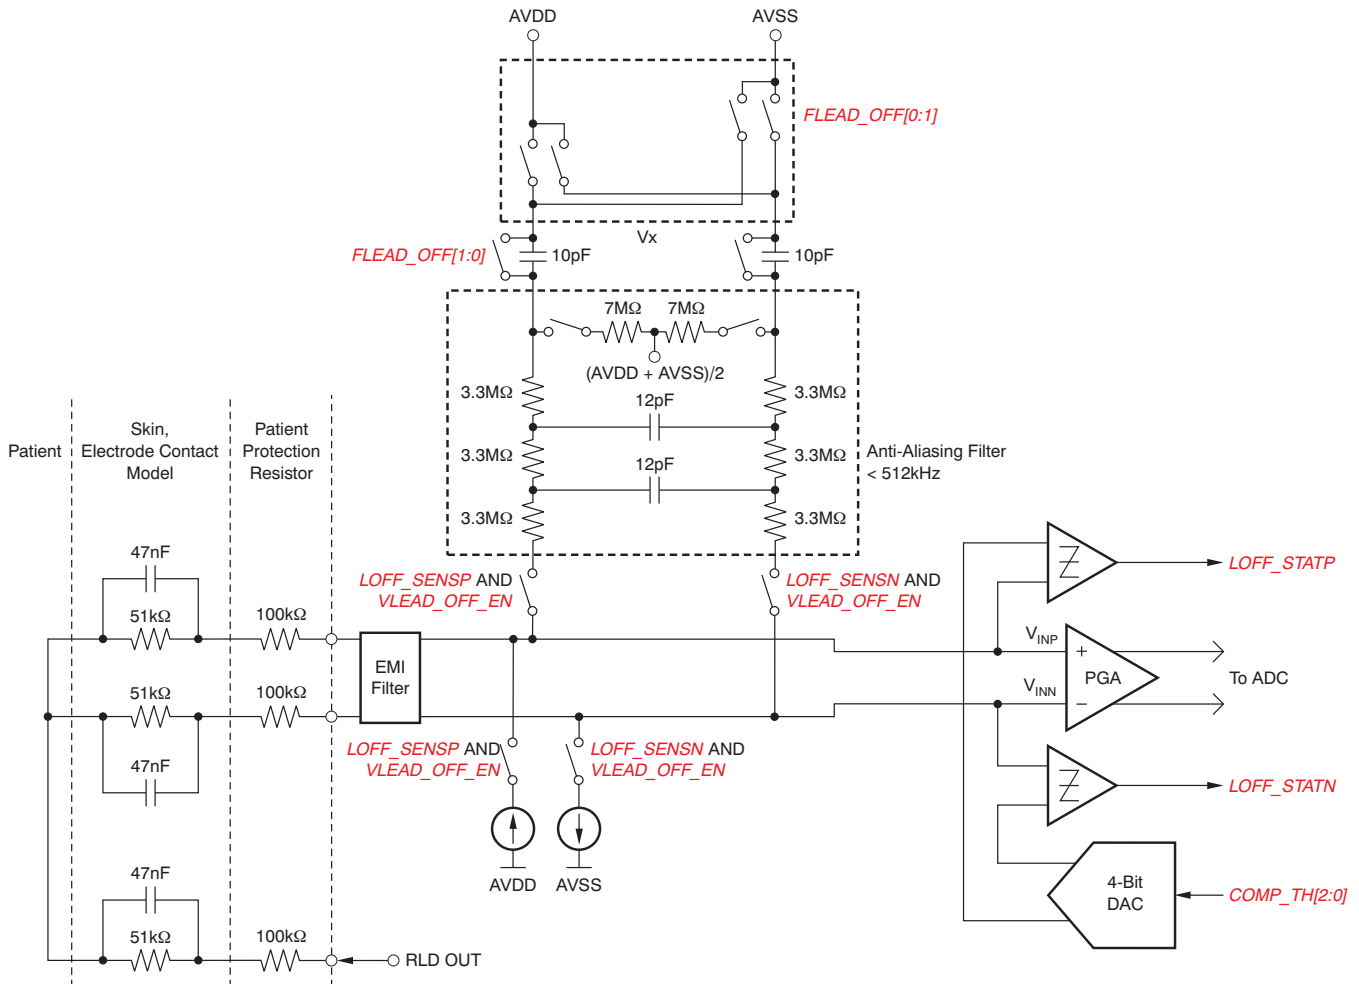 AVDD
AVSS
FLEAD_OFF[0:1]
Vx
FLEAD_OFF[1:0]
10pF
10pF
7MΩ
7MΩ
(AVDD + AVSS)/2
3.3MΩ
3.3MΩ
12pF
3.3MΩ
3.3MΩ
12pF
3.3MΩ
3.3MΩ
Anti-Aliasing Filter
< 512kHz
Patient
Skin,
Electrode Contact
Model
Patient
Protection
Resistor
47nF
51kΩ
100kΩ
LOFF_SENSP AND
VLEAD_OFF_EN
LOFF_SENSN AND
VLEAD_OFF_EN
LOFF_STATP
EMI
Filter
VINP
+
PGA
To ADC
VINN
−
51kΩ
100kΩ
47nF
LOFF_SENSP AND
VLEAD_OFF_EN
LOFF_SENSN AND
VLEAD_OFF_EN
LOFF_STATN
AVDD
AVSS
4-Bit
DAC
COMP_TH[2:0]
47nF
51kΩ
100kΩ
RLD OUT